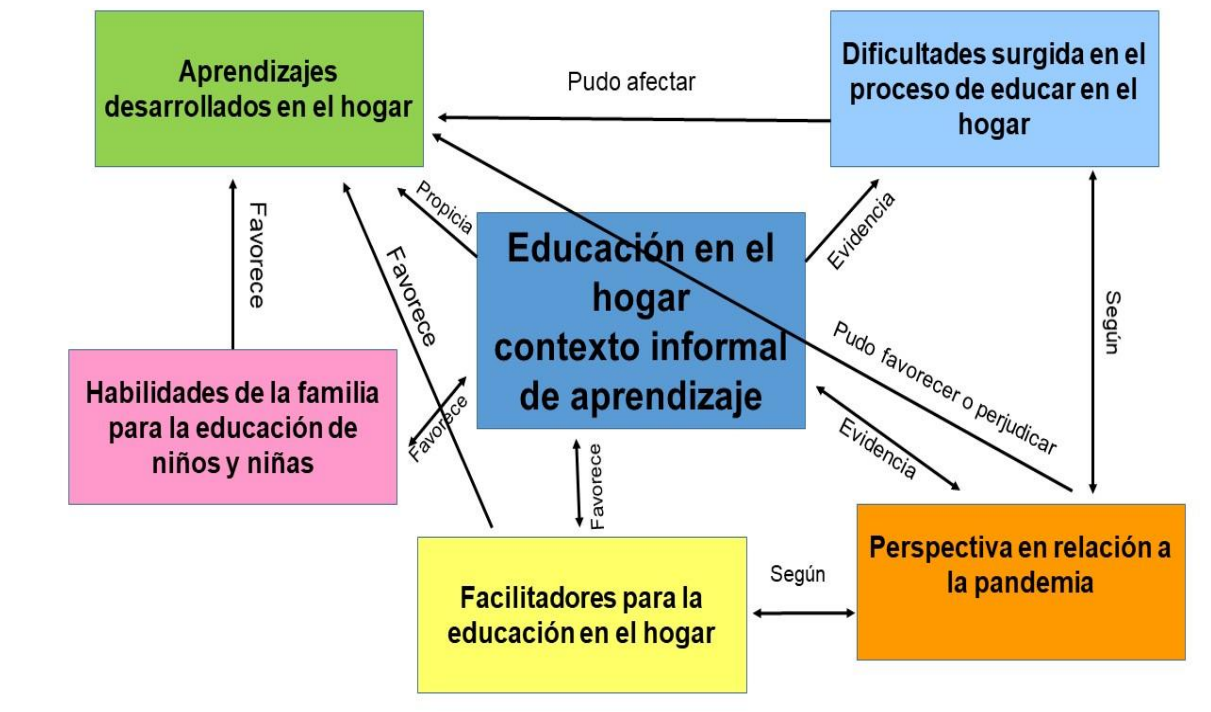 Aprendizajes
desarrollados en el hogar
Pudo afectar
Dificultades surgida en el
proceso de educar en el
hogar
Favorece
Favorece
Propicia
Educación en el
hogar
contexto informal
de aprendizaje
Evidencia
Según
Pudo favorecer o perjudicar
Habilidades de la familia
para la educación de
niños y niñas
Favorece
Favorece
Evidencia
Facilitadores para la
educación en el hogar
Según
Perspectiva en relación a
la pandemia